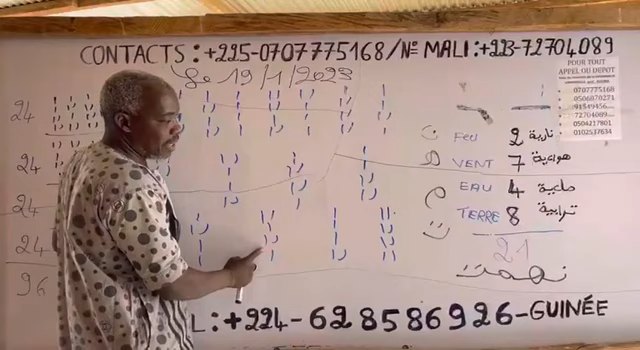 CONTACTS : +225-0707775168/Nº MALI : +223-72704089
Le 19/1/2023
POUR TOUT
APPEL OU DEPOT
0707775168
0506870271
72704089
0504217801
0102537634
24
24
24
24
96
FEU 2 نارية
VENT 7 هوائية
EAU 4
TERRE 8 ترابية
21
L : +224-628586926-GUINÉE